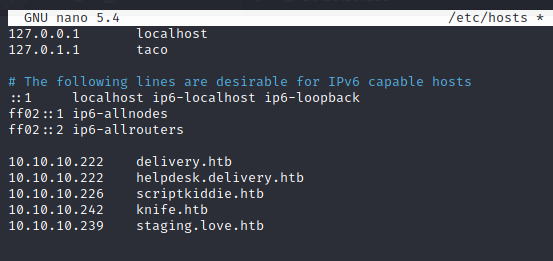 GNU nano 5.4 /etc/hosts *
127.0.0.1 localhost
127.0.1.1 taco
# The following lines are desirable for IPv6 capable hosts
::1 localhost ip6-localhost ip6-loopback
ff02::1 ip6-allnodes
ff02::2 ip6-allrouters
10.10.10.222 delivery.htb
10.10.10.222 helpdesk.delivery.htb
10.10.10.226 scriptkiddie.htb
10.10.10.242 knife.htb
10.10.10.239 staging.love.htb